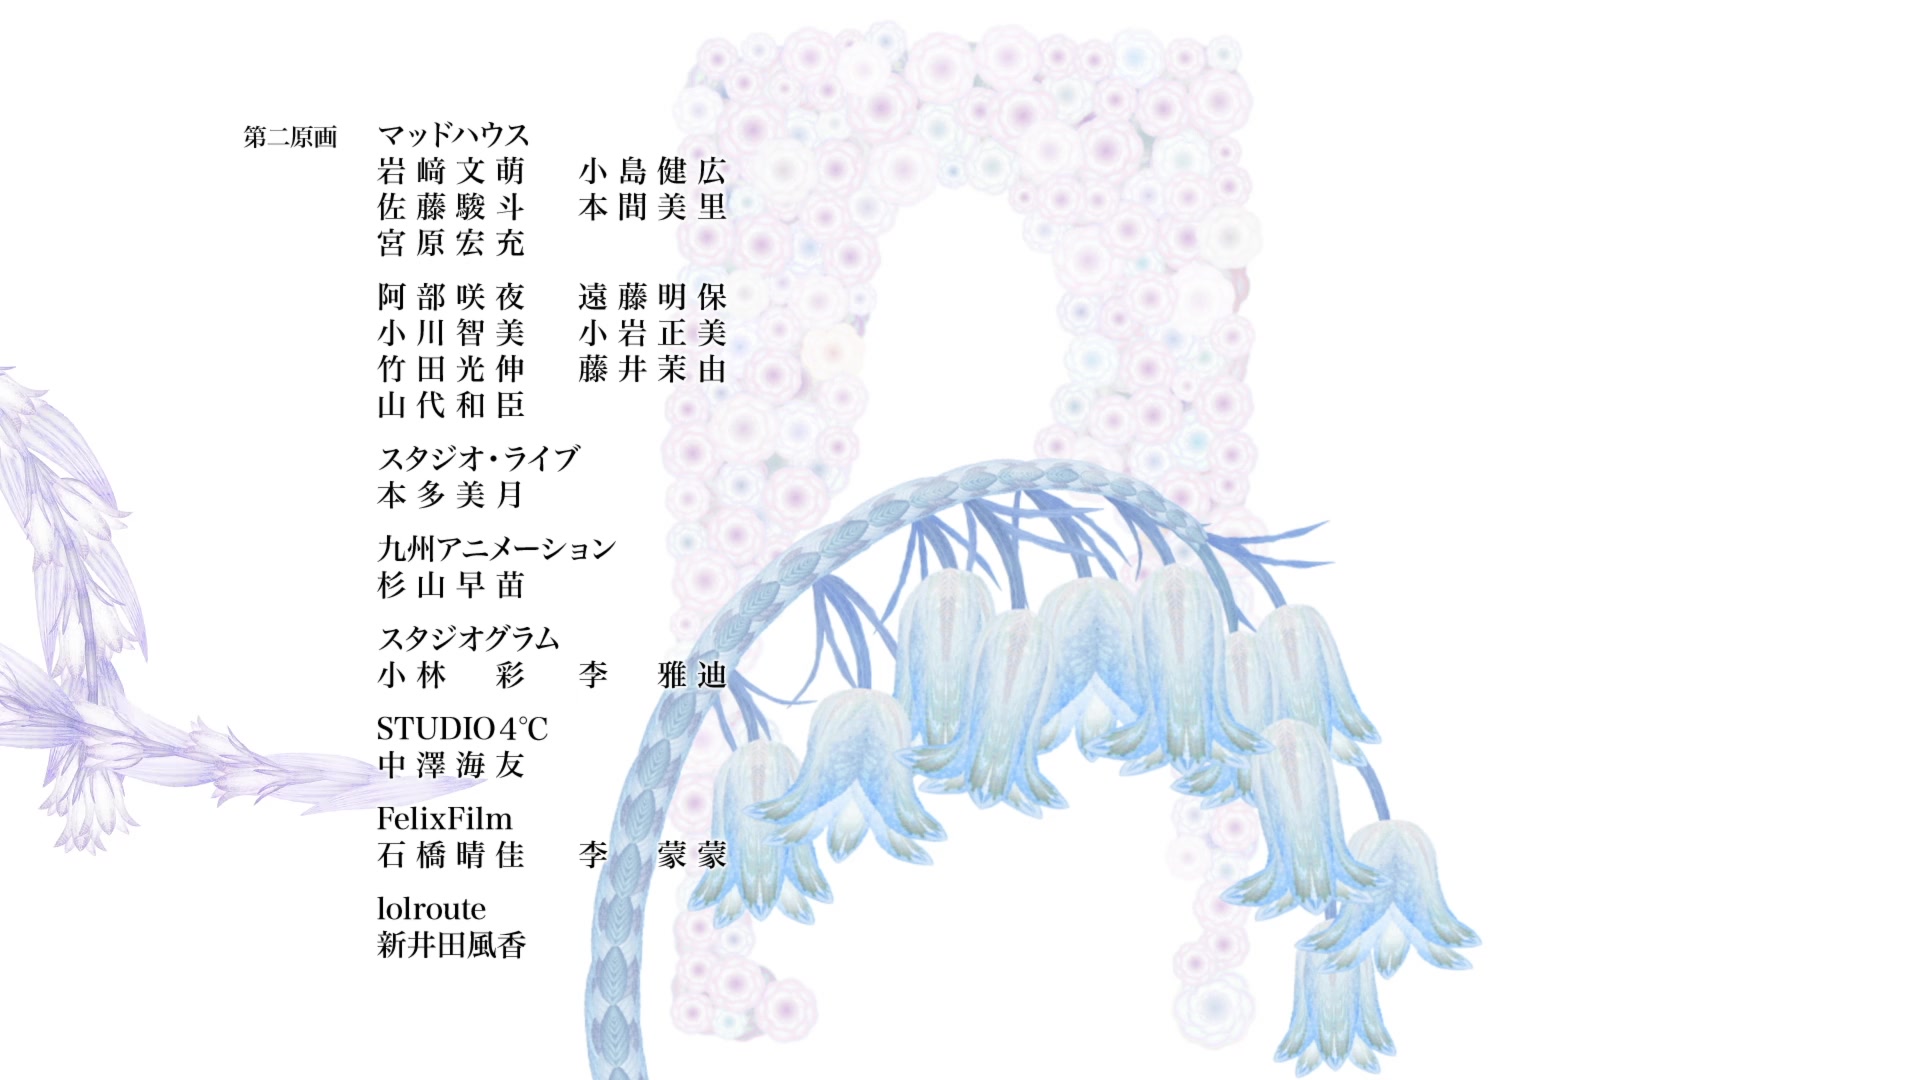 第二原画 マッドハウス
岩﨑文萌 小島健広
佐藤駿斗 本間美里
宮原宏充
阿部咲夜 遠藤明保
小川智美 小岩正美
竹田光伸 藤井茉由
山代和臣
スタジオ・ライブ
本多美月
九州アニメーション
杉山早苗
スタジオグラム
小林 彩 李 雅迪
STUDIO4℃
中澤海友
FelixFilm
石橋晴佳 李 蒙蒙
lolroute
新井田風香